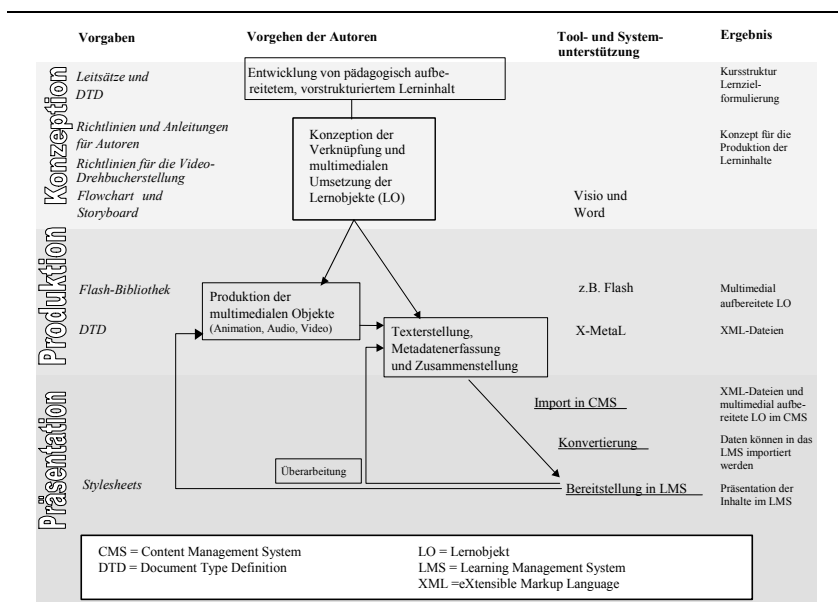 Vorgaben
Vorgehen der Autoren
Tool- und System-
unterstützung
Ergebnis
Konzeption
Leitsätze und
DTD
Entwicklung von pädagogisch aufbe-
reitetem, vorstrukturiertem Lerninhalt
Kursstruktur
Lernziel-
formulierung
Richtlinien und Anleitungen
für Autoren
Richtlinien für die Video-
Drehbucherstellung
Flowchart und
Storyboard
Konzeption der
Verknüpfung und
multimedialen
Umsetzung der
Lernobjekte (LO)
Visio und
Word
Konzept für die
Produktion der
Lerninhalte
Produktion
Flash-Bibliothek
DTD
Produktion der
multimedialen Objekte
(Animation, Audio, Video)
Texterstellung,
Metadatenerfassung
und Zusammenstellung
z.B. Flash
X-MetaL
Multimedial
aufbereitete LO
XML-Dateien
Präsentation
Stylesheets
Überarbeitung
Import in CMS
Konvertierung
Bereitstellung in LMS
XML-Dateien und
multimedial aufbe-
reitete LO im CMS
Daten können in das
LMS importiert
werden
Präsentation der
Inhalte im LMS
CMS = Content Management System
DTD = Document Type Definition
LO = Lernobjekt
LMS = Learning Management System
XML =eXtensible Markup Language